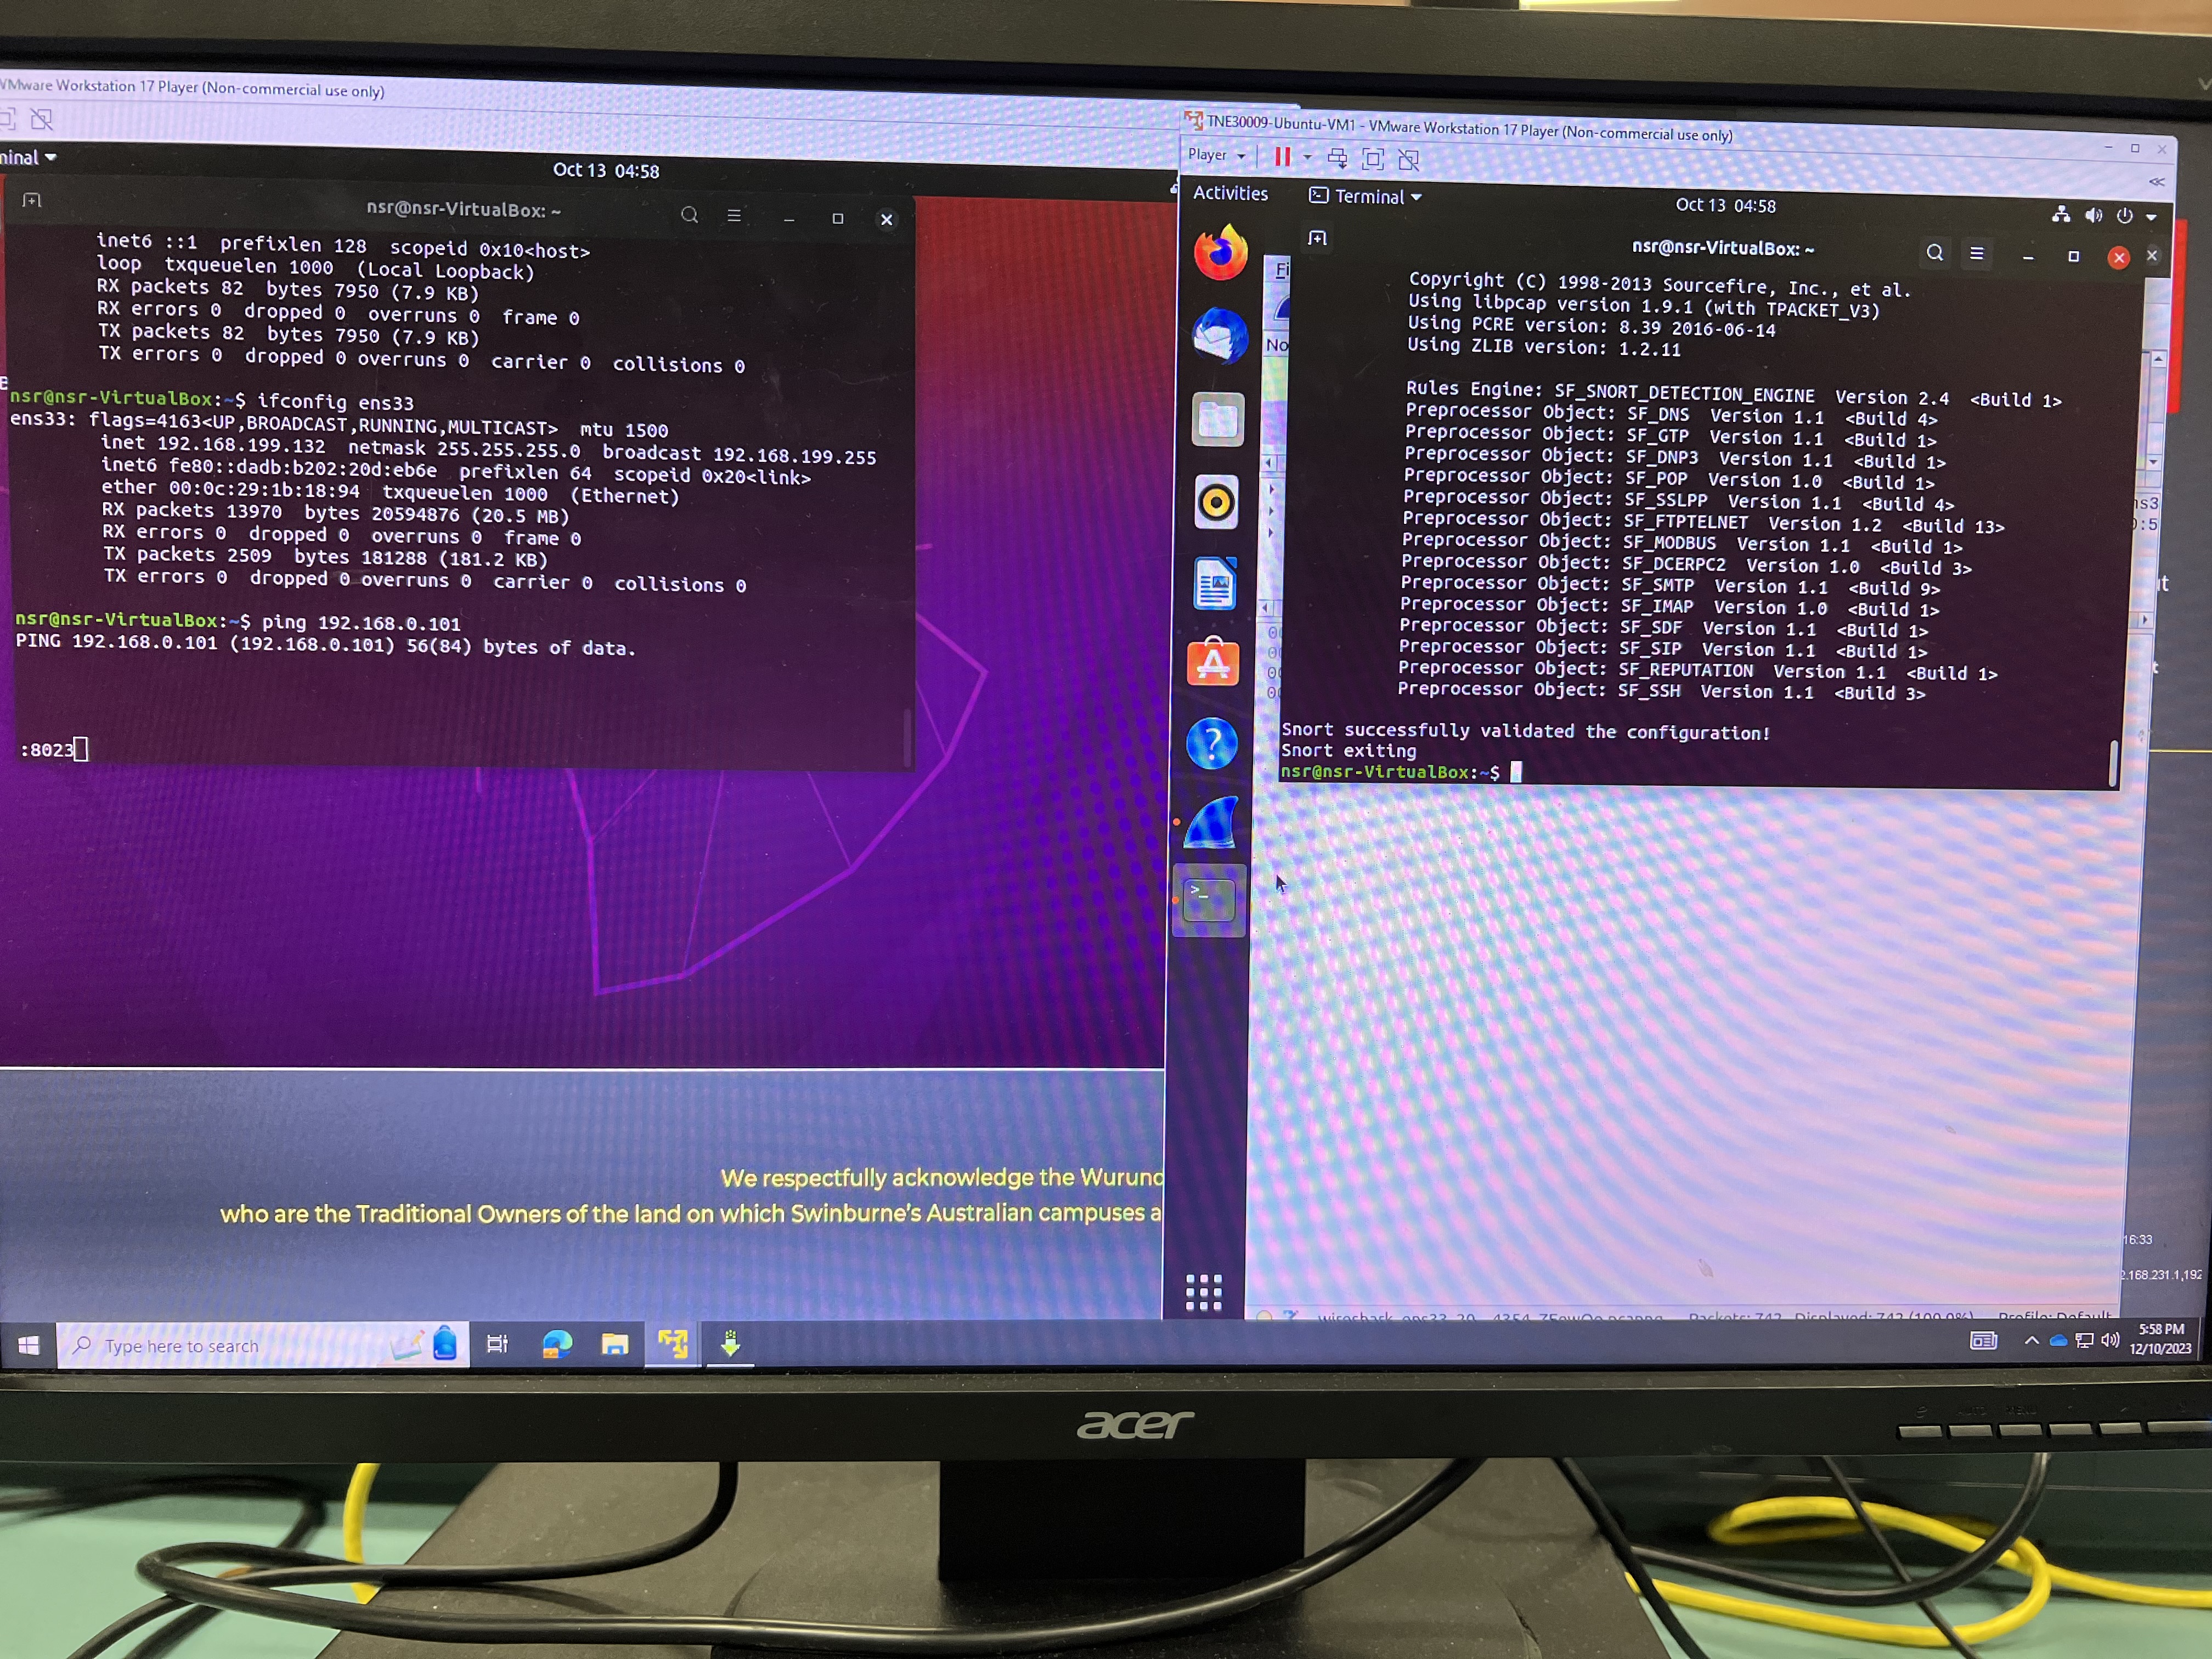 VMware Workstation 17 Player (Non-commercial use only)
minal
Oct 13 04:58
nsr@nsr-VirtualBox: ~
inet6 ::1 prefixlen 128 scopeid 0x10<host>
loop txqueuelen 1000 (Local Loopback)
RX packets 82 bytes 7950 (7.9 KB)
RX errors 0 dropped 0 overruns 0 frame 0
TX packets 82 bytes 7950 (7.9 KB)
TX errors 0 dropped 0 overruns 0 carrier 0 collisions 0
nsr@nsr-VirtualBox:~$ ifconfig ens33
ens33: flags=4163<UP,BROADCAST,RUNNING,MULTICAST> mtu 1500
inet 192.168.199.132 netmask 255.255.255.0 broadcast 192.168.199.255
inet6 fe80::dadb:b202:20d:eb6e prefixlen 64 scopeid 0x20<link>
ether 00:0c:29:1b:18:94 txqueuelen 1000 (Ethernet)
RX packets 13970 bytes 20594876 (20.5 MB)
RX errors 0 dropped 0 overruns 0 frame 0
TX packets 2509 bytes 181288 (181.2 KB)
TX errors 0 dropped 0 overruns 0 carrier 0 collisions 0
nsr@nsr-VirtualBox:~$ ping 192.168.0.101
PING 192.168.0.101 (192.168.0.101) 56(84) bytes of data.
:8023
We respectfully acknowledge the Wurund
who are the Traditional Owners of the land on which Swinburne's Australian campuses a
TNE30009-Ubuntu-VM1 - VMware Workstation 17 Player (Non-commercial use only)
Player
Activities
Terminal
Oct 13 04:58
nsr@nsr-VirtualBox: ~
Fi
No
Copyright (C) 1998-2013 Sourcefire, Inc., et al.
Using libpcap version 1.9.1 (with TPACKET_V3)
Using PCRE version: 8.39 2016-06-14
Using ZLIB version: 1.2.11
Rules Engine: SF_SNORT_DETECTION_ENGINE Version 2.4 <Build 1>
Preprocessor Object: SF_DNS Version 1.1 <Build 4>
Preprocessor Object: SF_GTP Version 1.1 <Build 1>
Preprocessor Object: SF_DNP3 Version 1.1 <Build 1>
Preprocessor Object: SF_POP Version 1.0 <Build 1>
Preprocessor Object: SF_SSLPP Version 1.1 <Build 4>
Preprocessor Object: SF_FTPTELNET Version 1.2 <Build 13>
Preprocessor Object: SF_MODBUS Version 1.1 <Build 1>
Preprocessor Object: SF_DCERPC2 Version 1.0 <Build 3>
Preprocessor Object: SF_SMTP Version 1.1 <Build 9>
Preprocessor Object: SF_IMAP Version 1.0 <Build 1>
Preprocessor Object: SF_SDF Version 1.1 <Build 1>
Preprocessor Object: SF_SIP Version 1.1 <Build 1>
Preprocessor Object: SF_REPUTATION Version 1.1 <Build 1>
Preprocessor Object: SF_SSH Version 1.1 <Build 3>
Snort successfully validated the configuration!
Snort exiting
nsr@nsr-VirtualBox:~$
ns3
:5
16:33
2.168.231.1,192
Packets: 742 Displayed: 742 (100.0%) Profile: Default
Type here to search
5:58 PM
12/10/2023
acer